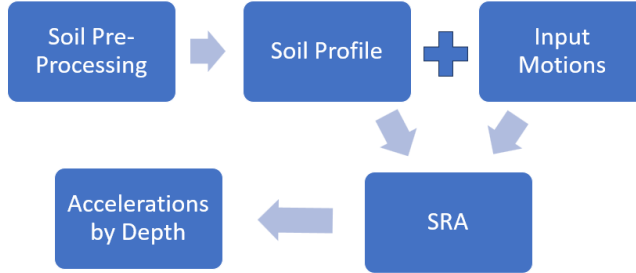 Soil Pre-
Processing
Soil Profile
Input
Motions
Accelerations
by Depth
SRA